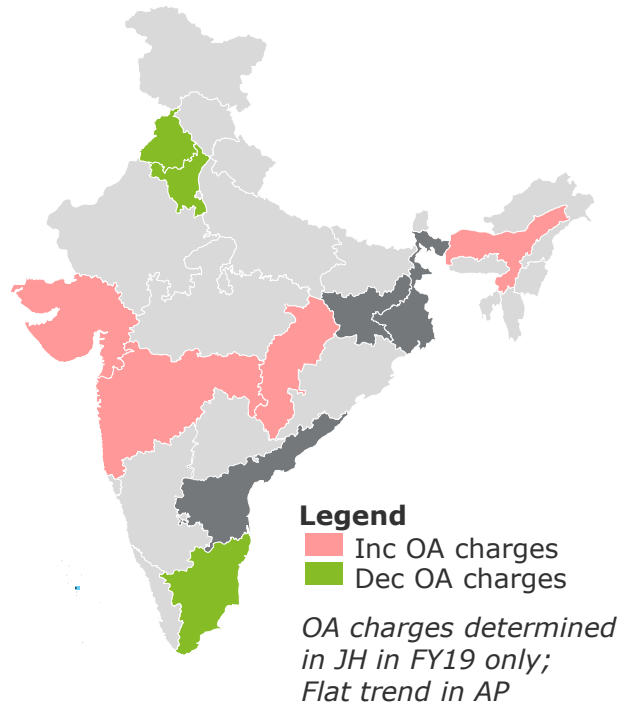 Legend
Inc OA charges
Dec OA charges
OA charges determined
in JH in FY19 only;
Flat trend in AP